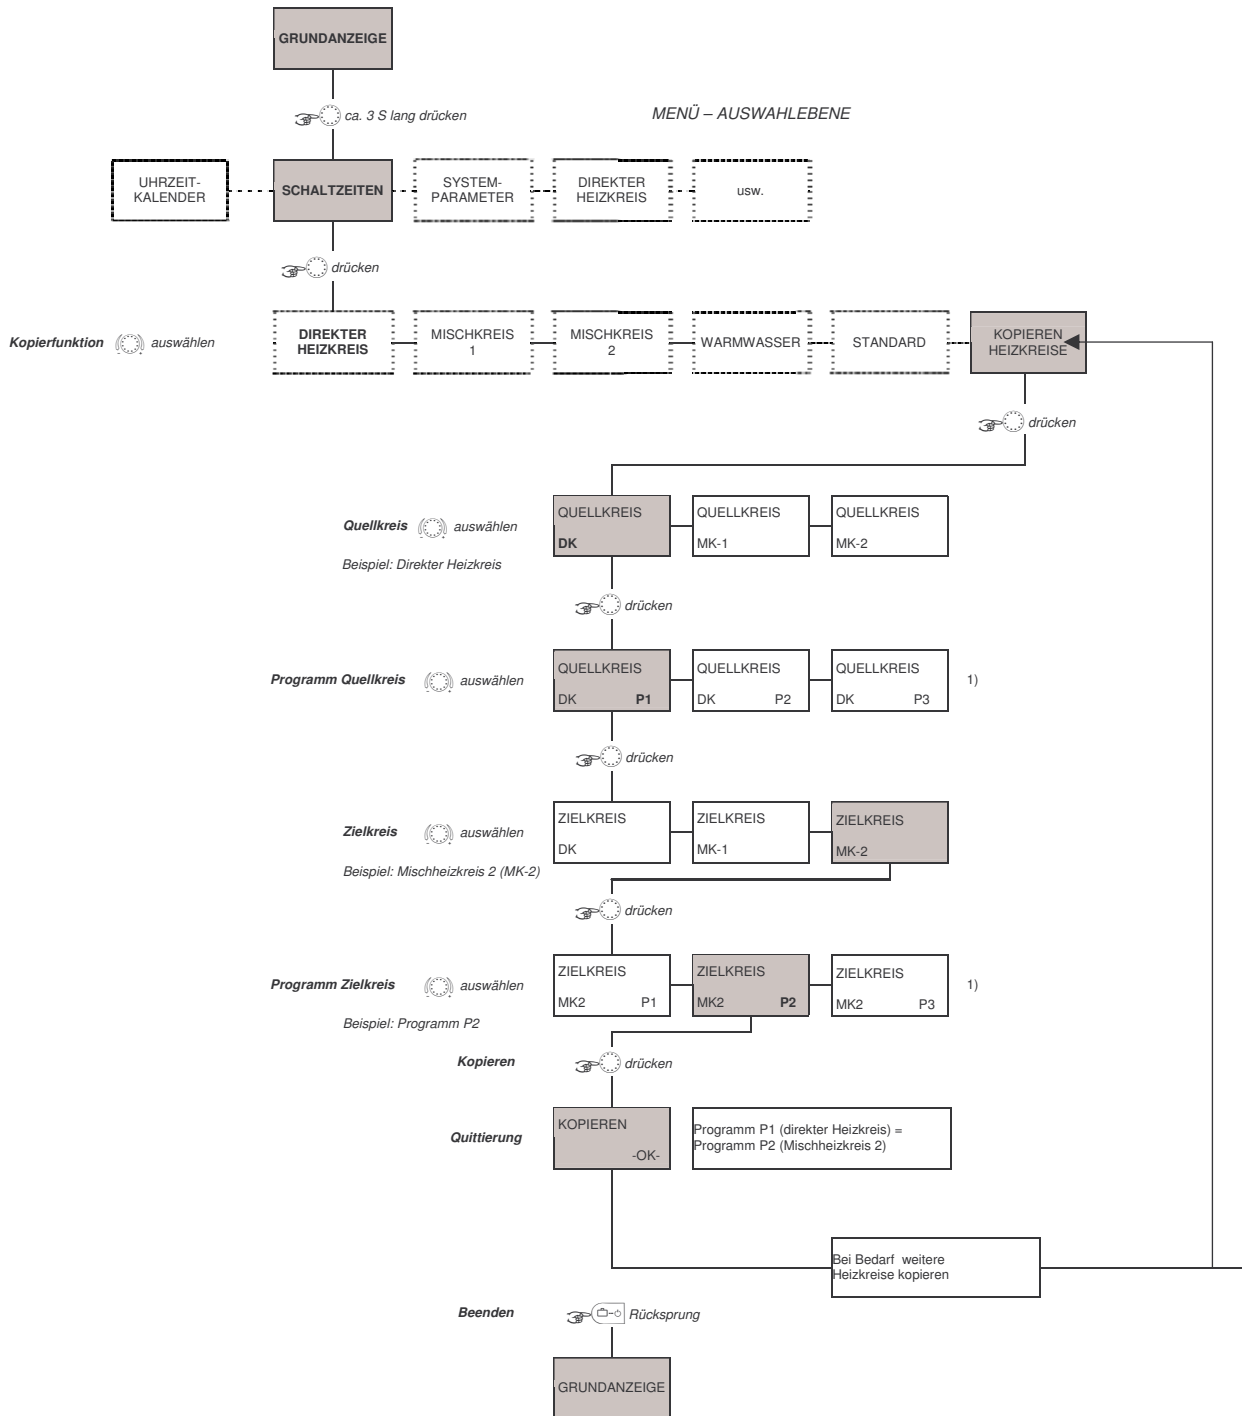 GRUNDANZEIGE
ca. 3 S lang drücken
MENÜ – AUSWAHLEBENE
UHRZEIT-
KALENDER
SCHALTZEITEN
SYSTEM-
PARAMETER
DIREKTER
HEIZKREIS
usw.
drücken
Kopierfunktion auswählen
DIREKTER
HEIZKREIS
MISCHKREIS
1
MISCHKREIS
2
WARMWASSER
STANDARD
KOPIEREN
HEIZKREISE
drücken
Quellkreis auswählen
Beispiel: Direkter Heizkreis
QUELLKREIS
DK
QUELLKREIS
MK-1
QUELLKREIS
MK-2
drücken
Programm Quellkreis auswählen
QUELLKREIS
DK P1
QUELLKREIS
DK P2
QUELLKREIS
DK P3
1)
drücken
Zielkreis auswählen
Beispiel: Mischheizkreis 2 (MK-2)
ZIELKREIS
DK
ZIELKREIS
MK-1
ZIELKREIS
MK-2
drücken
Programm Zielkreis auswählen
Beispiel: Programm P2
ZIELKREIS
MK2 P1
ZIELKREIS
MK2 P2
ZIELKREIS
MK2 P3
1)
Kopieren drücken
Quittierung
KOPIEREN
-OK-
Programm P1 (direkter Heizkreis) =
Programm P2 (Mischheizkreis 2)
Bei Bedarf weitere
Heizkreise kopieren
Beenden Rücksprung
GRUNDANZEIGE